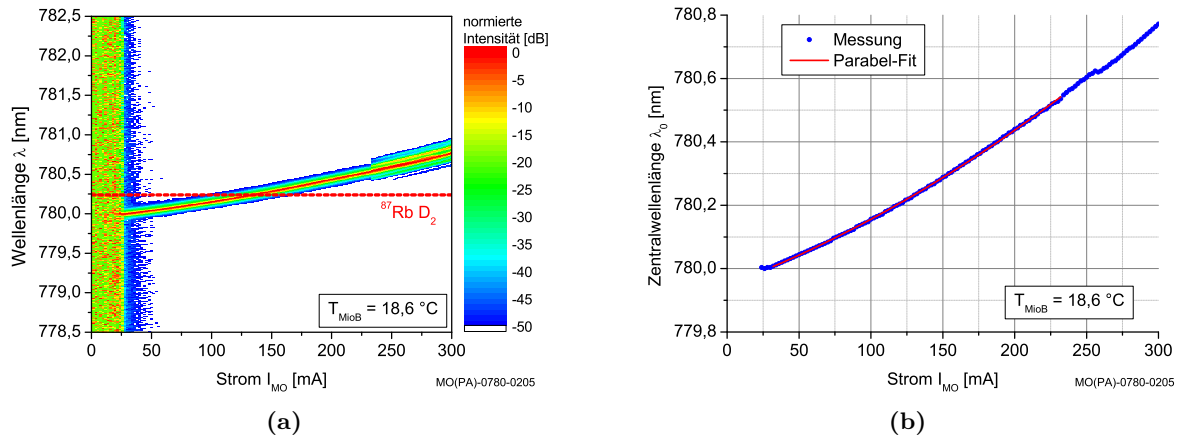 782,5
782,0
781,5
781,0
780,5
780,0
779,5
779,0
778,5
Wellenlänge λ [nm]
0
50
100
150
200
250
300
Strom I_MO [mA]
⁸⁷Rb D₂
T_MioB = 18,6 °C
normierte
Intensität [dB]
0
-5
-10
-15
-20
-25
-30
-35
-40
-45
-50
MO(PA)-0780-0205
(a)
780,8
780,6
780,4
780,2
780,0
779,8
Zentralwellenlänge λ₀ [nm]
Messung
Parabel-Fit
T_MioB = 18,6 °C
0
50
100
150
200
250
300
Strom I_MO [mA]
MO(PA)-0780-0205
(b)